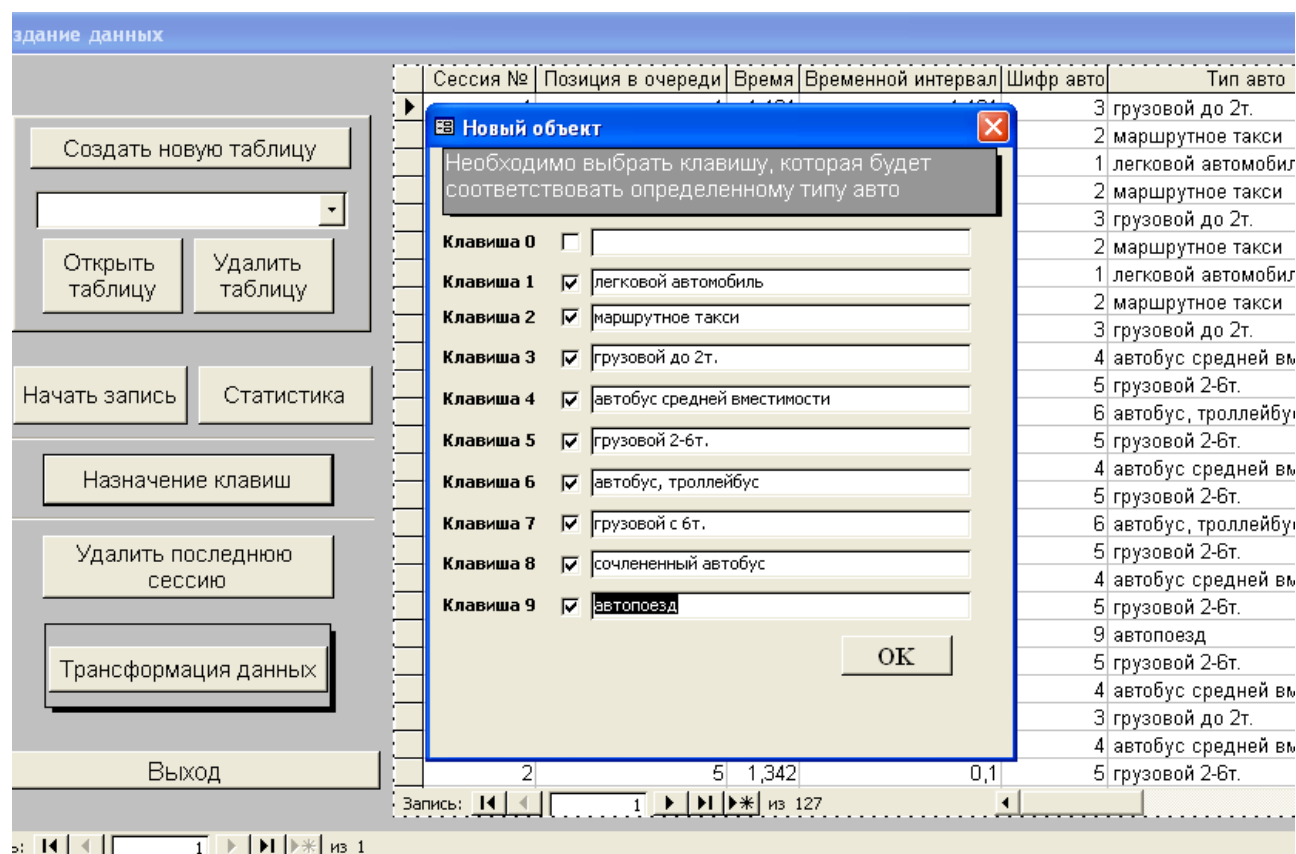 здание данных
Создать новую таблицу
Открыть
таблицу
Удалить
таблицу
Начать запись
Статистика
Назначение клавиш
Удалить последнюю
сессию
Трансформация данных
Выход
Сессия № Позиция в очереди Время Временной интервал Шифр авто Тип авто
3 грузовой до 2т.
2 маршрутное такси
1 легковой автомобил
2 маршрутное такси
3 грузовой до 2т.
2 маршрутное такси
1 легковой автомобил
2 маршрутное такси
3 грузовой до 2т.
4 автобус средней вм
5 грузовой 2-6т.
6 автобус, троллейбу
5 грузовой 2-6т.
4 автобус средней вм
5 грузовой 2-6т.
6 автобус, троллейбу
5 грузовой 2-6т.
4 автобус средней вм
5 грузовой 2-6т.
9 автопоезд
5 грузовой 2-6т.
4 автобус средней вм
3 грузовой до 2т.
4 автобус средней вм
2 5 1,342 0,1 5 грузовой 2-6т.
Запись: 1 из 127
Новый объект
Необходимо выбрать клавишу, которая будет
соответствовать определенному типу авто
Клавиша 0
Клавиша 1 легковой автомобиль
Клавиша 2 маршрутное такси
Клавиша 3 грузовой до 2т.
Клавиша 4 автобус средней вместимости
Клавиша 5 грузовой 2-6т.
Клавиша 6 автобус, троллейбус
Клавиша 7 грузовой с 6т.
Клавиша 8 сочлененный автобус
Клавиша 9 автопоезд
OK
ь: 1 из 1